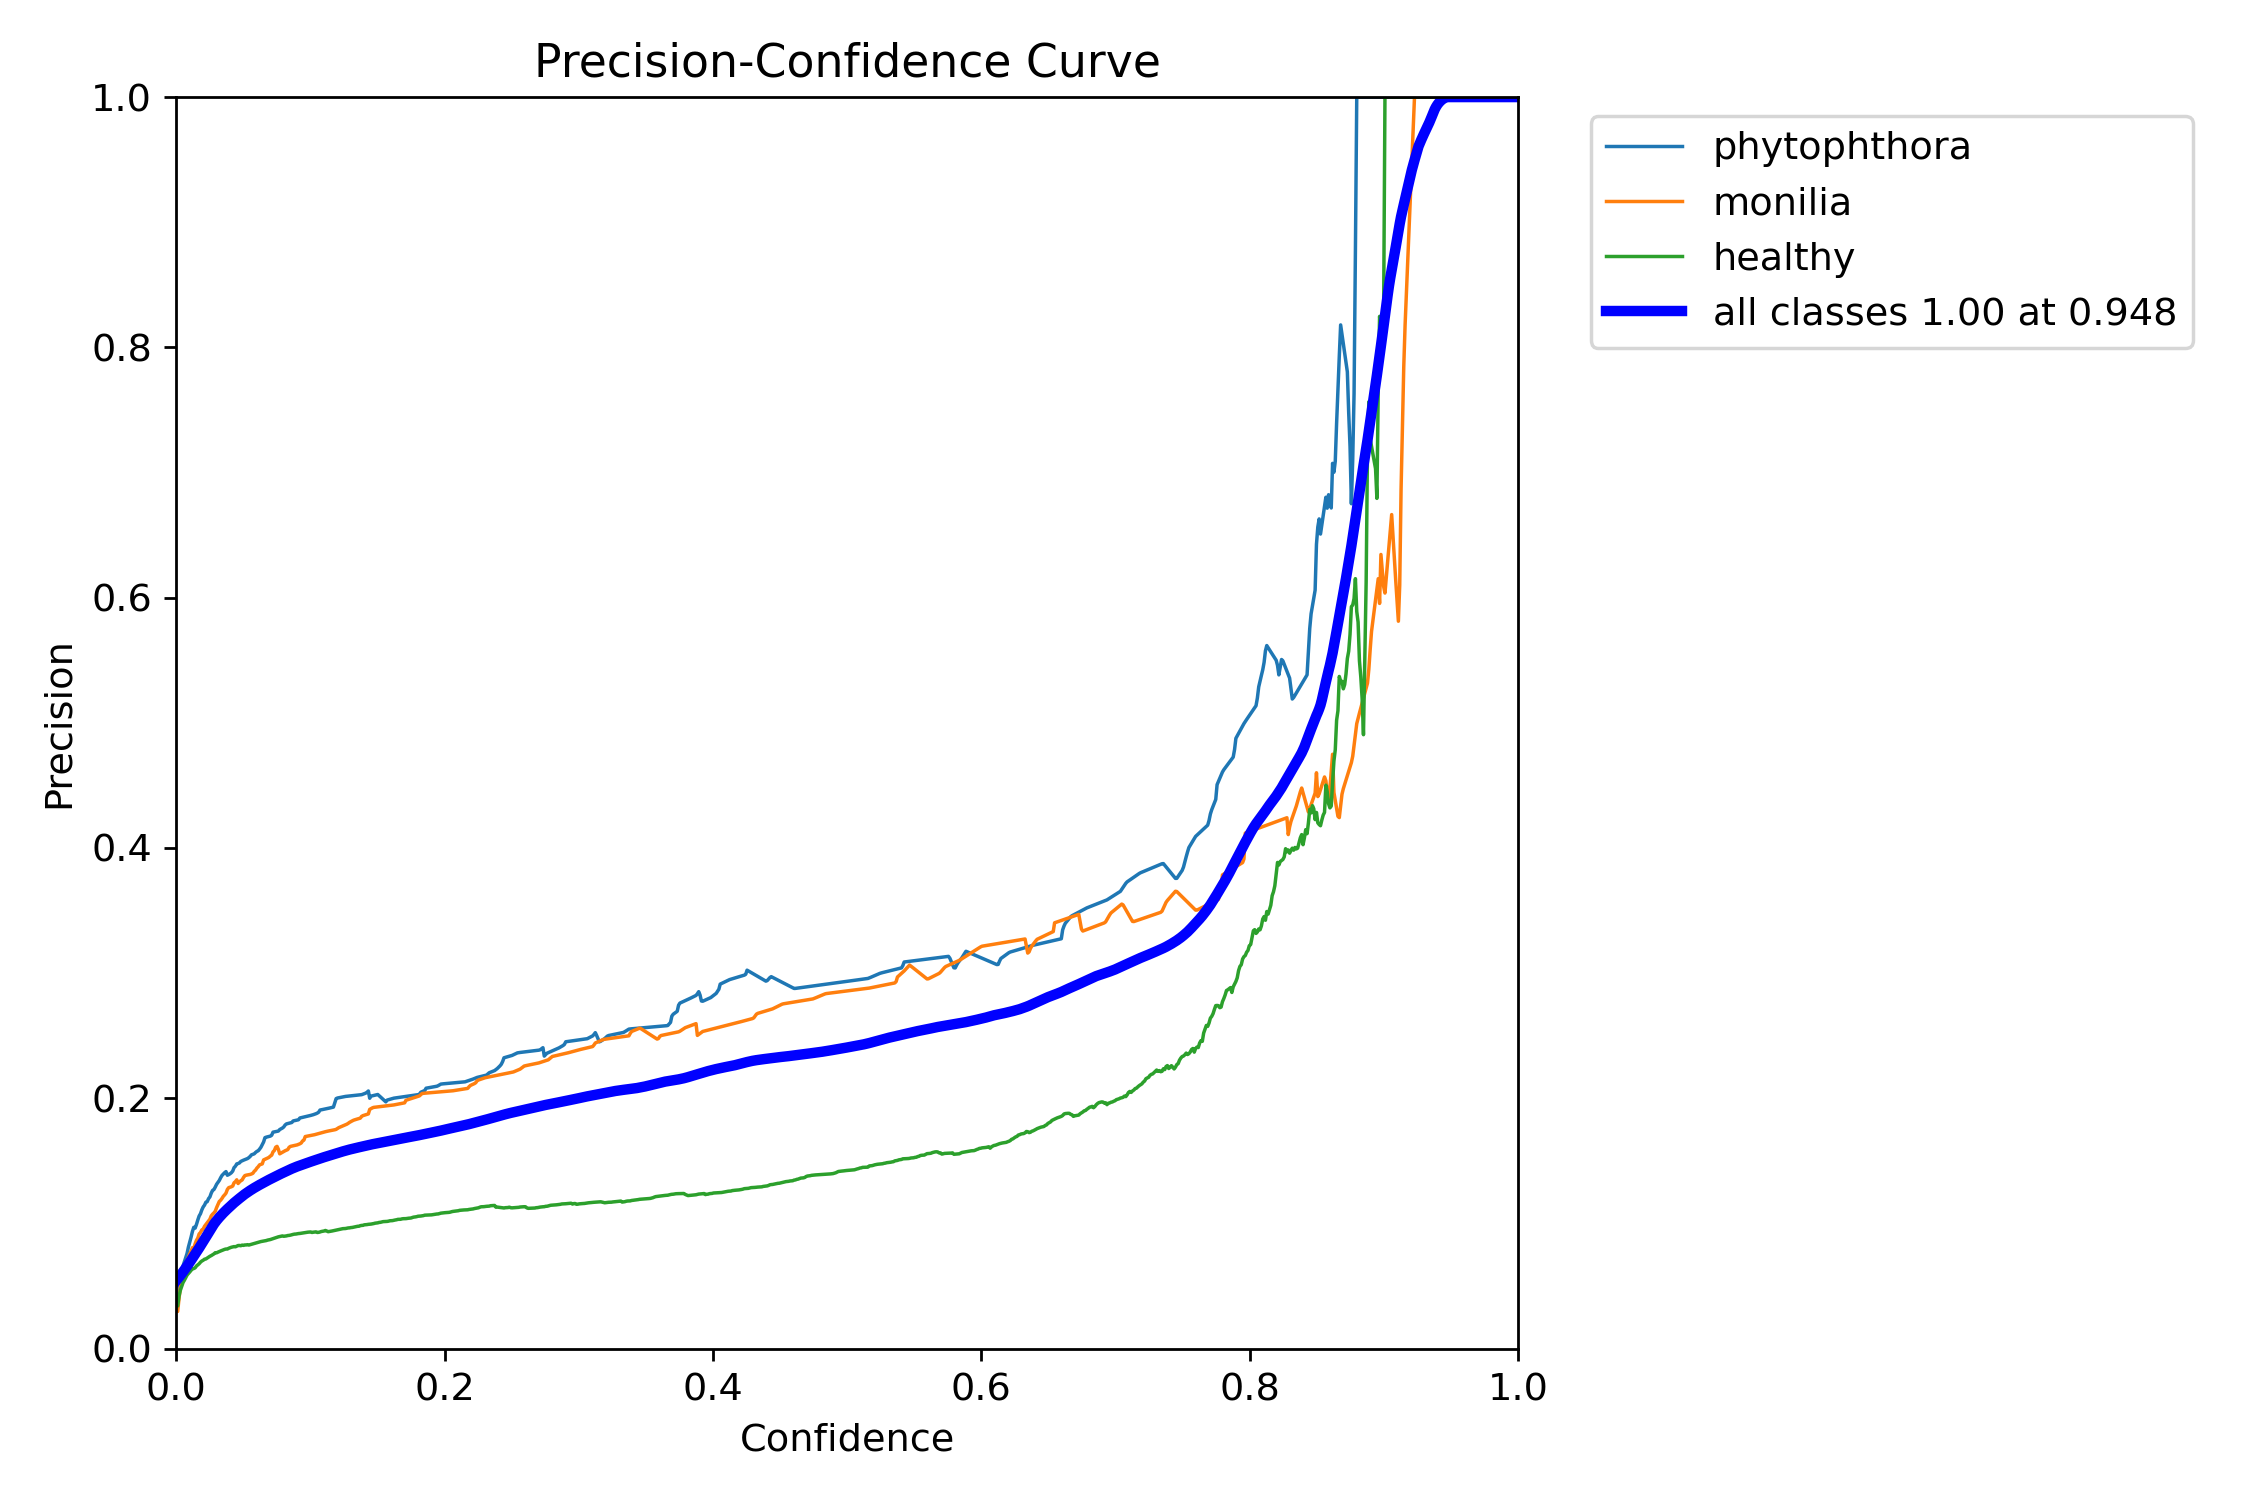 Precision-Confidence Curve
1.0
0.8
0.6
0.4
0.2
0.0
Precision
0.0 0.2 0.4 0.6 0.8 1.0
Confidence
phytophthora
monilia
healthy
all classes 1.00 at 0.948